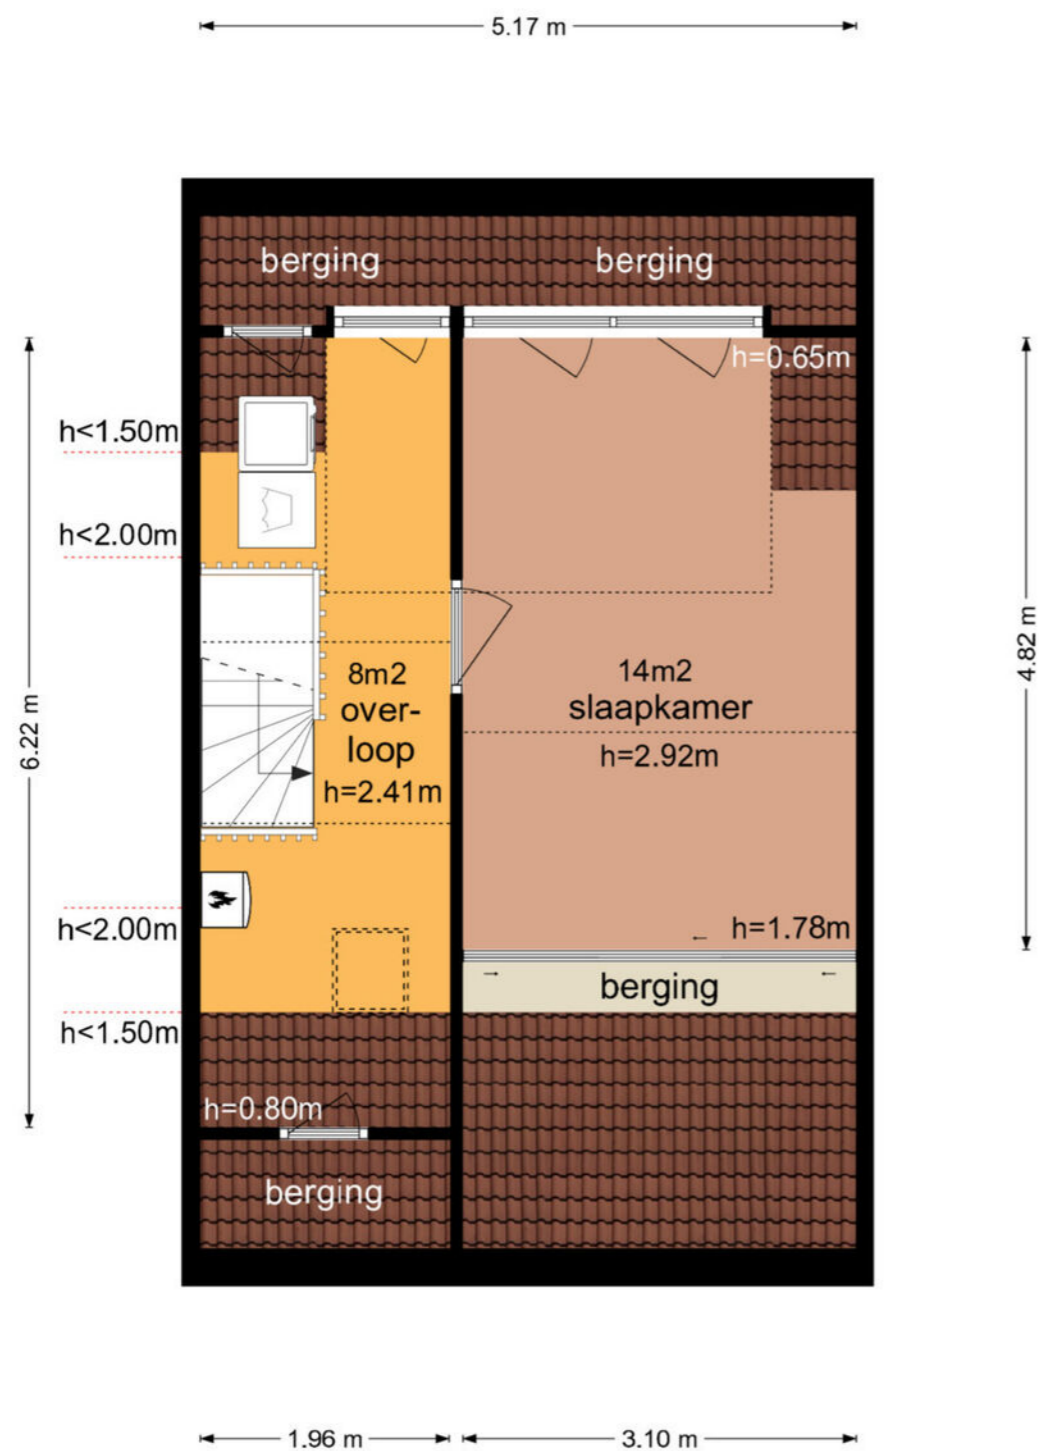 5.17 m
berging
berging
h=0.65m
h<1.50m
h<2.00m
8m2
over-
loop
h=2.41m
14m2
slaapkamer
h=2.92m
6.22 m
4.82 m
h<2.00m
h=1.78m
berging
h<1.50m
h=0.80m
berging
1.96 m
3.10 m